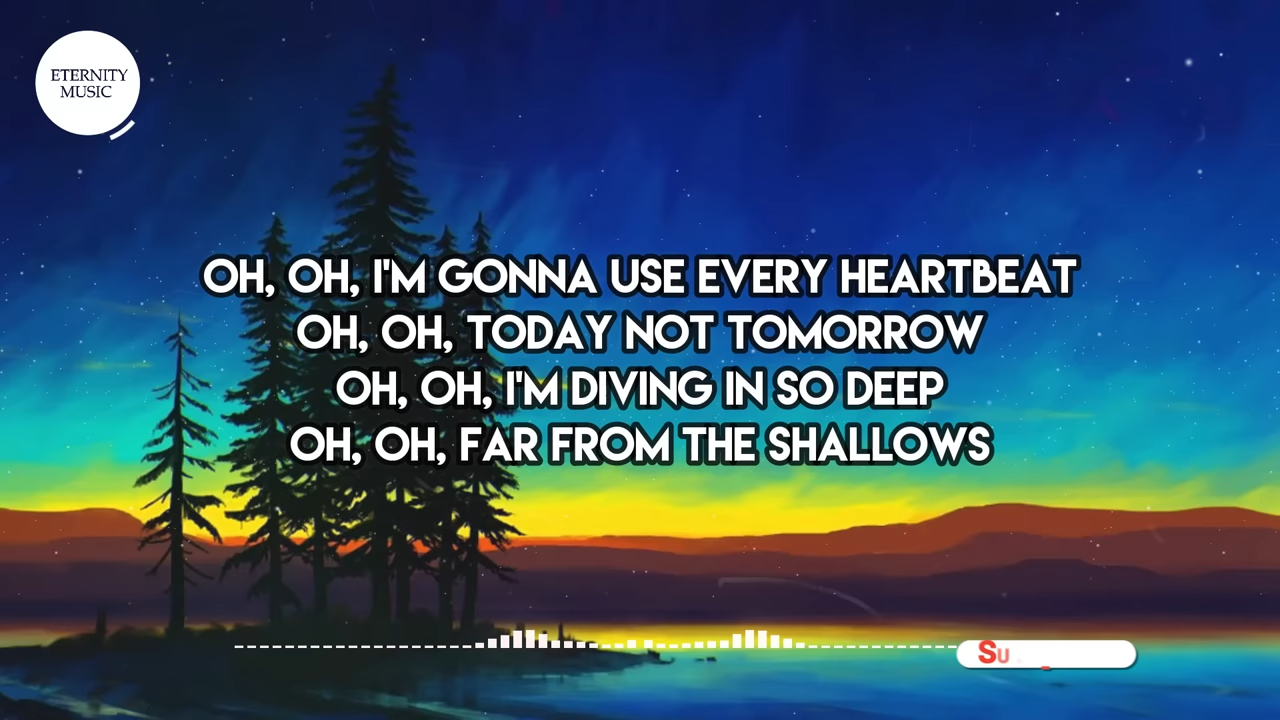 ETERNITY
MUSIC
OH, OH, I'M GONNA USE EVERY HEARTBEAT
OH, OH, TODAY NOT TOMORROW
OH, OH, I'M DIVING IN SO DEEP
OH, OH, FAR FROM THE SHALLOWS
Su